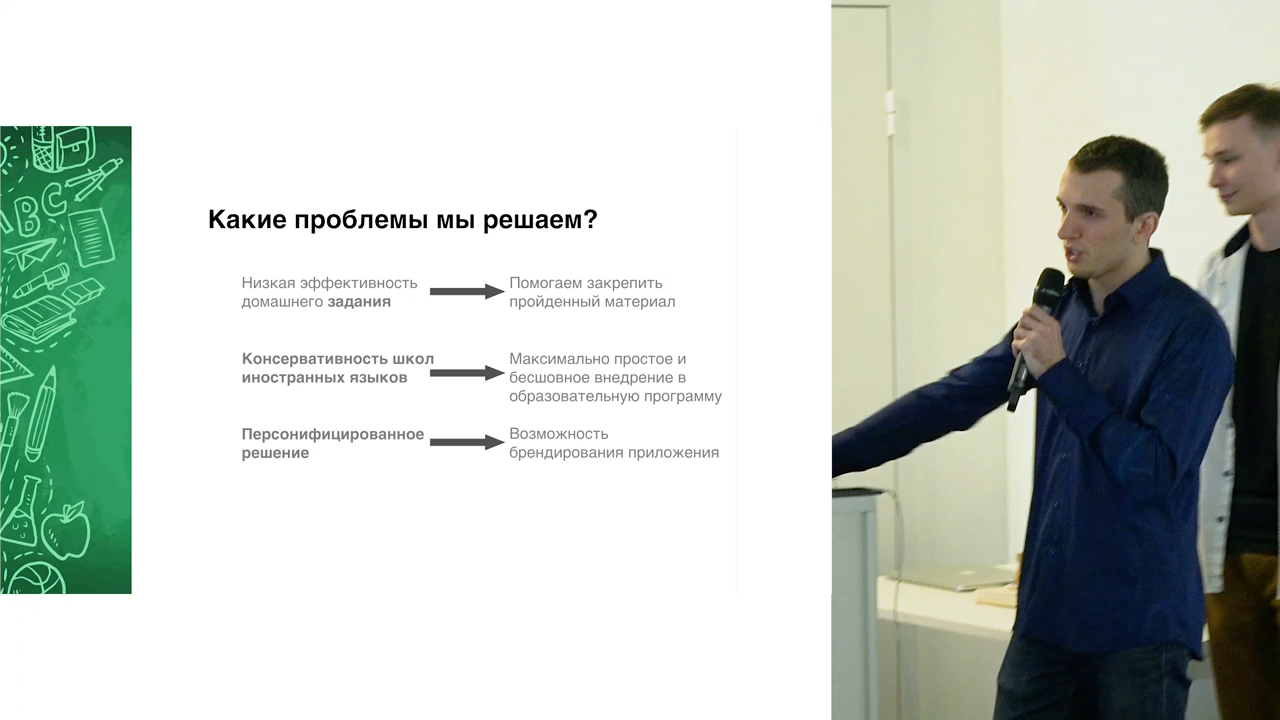 ABC
Какие проблемы мы решаем?
Низкая эффективность
домашнего задания
Помогаем закрепить
пройденный материал
Консервативность школ
иностранных языков
Максимально простое и
бесшовное внедрение в
образовательную программу
Персонифицированное
решение
Возможность
брендирования приложения